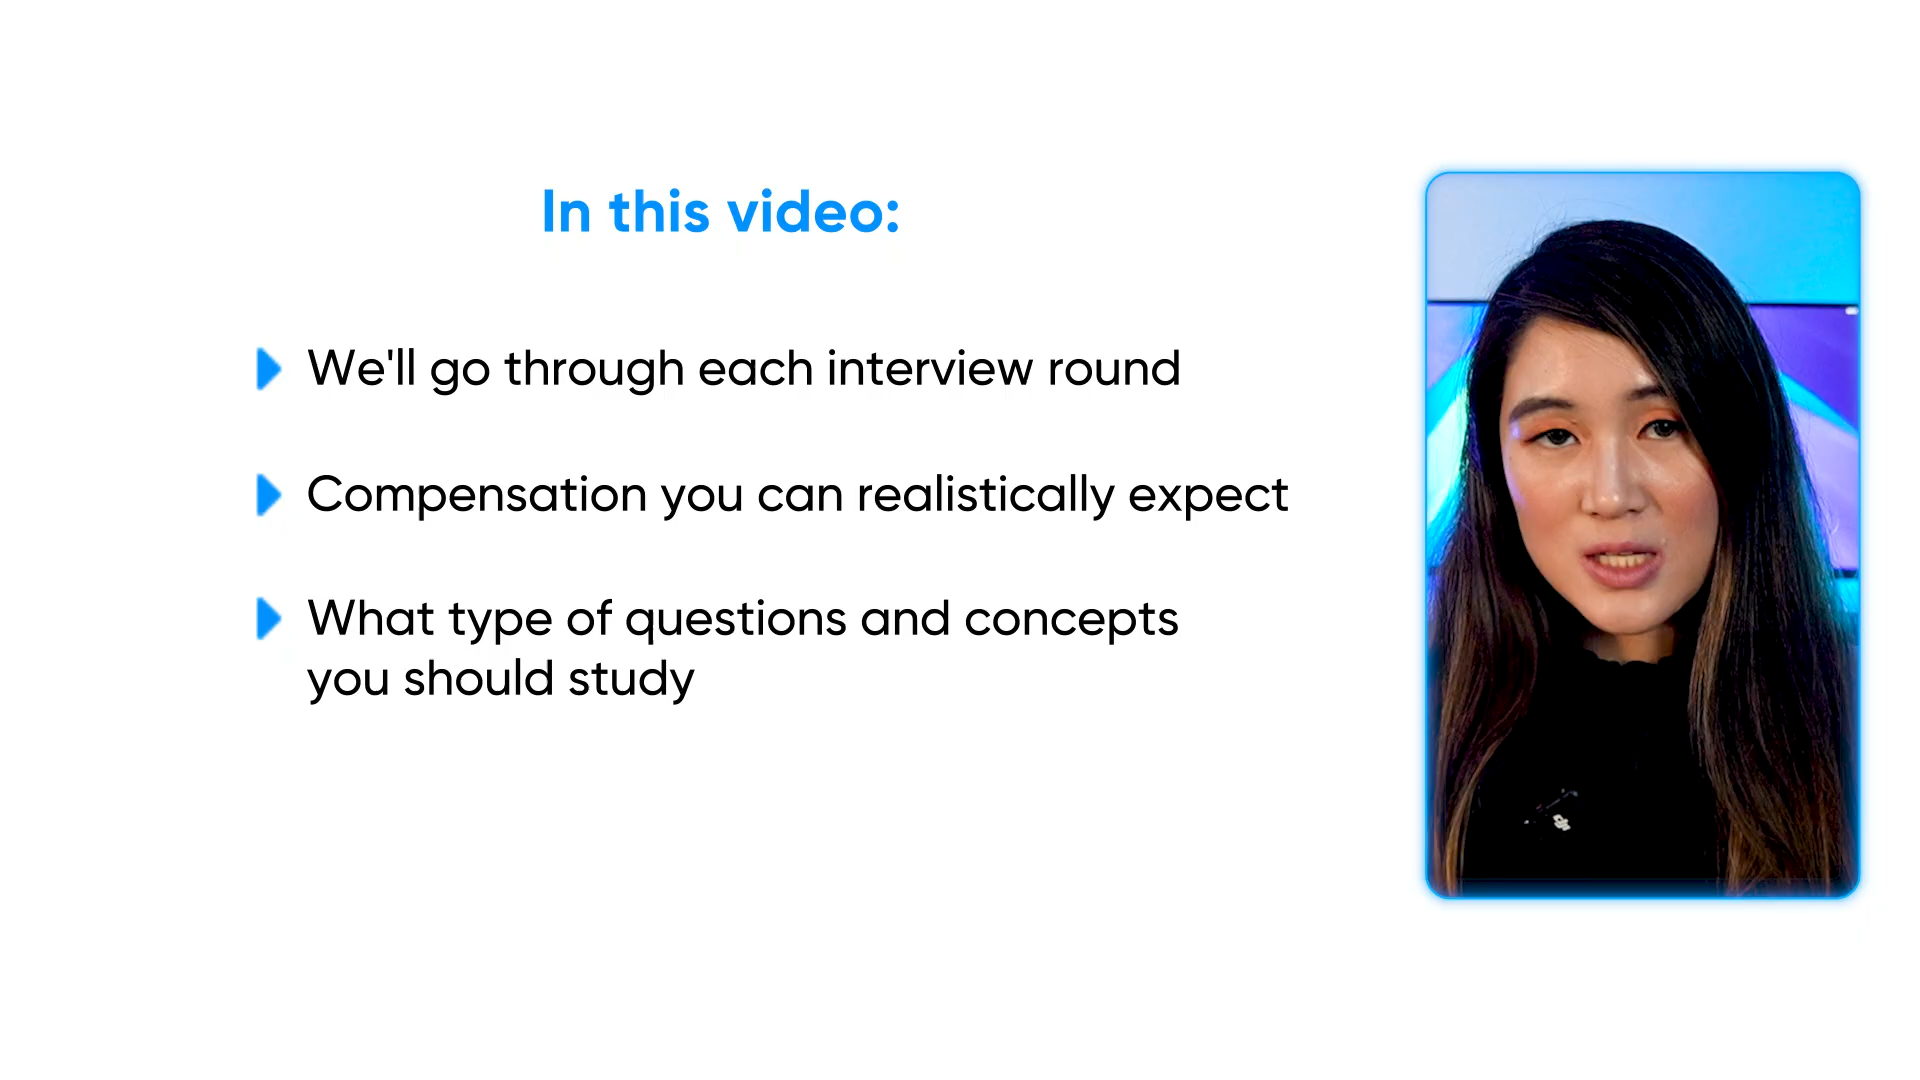 In this video:
We'll go through each interview round
Compensation you can realistically expect
What type of questions and concepts
you should study